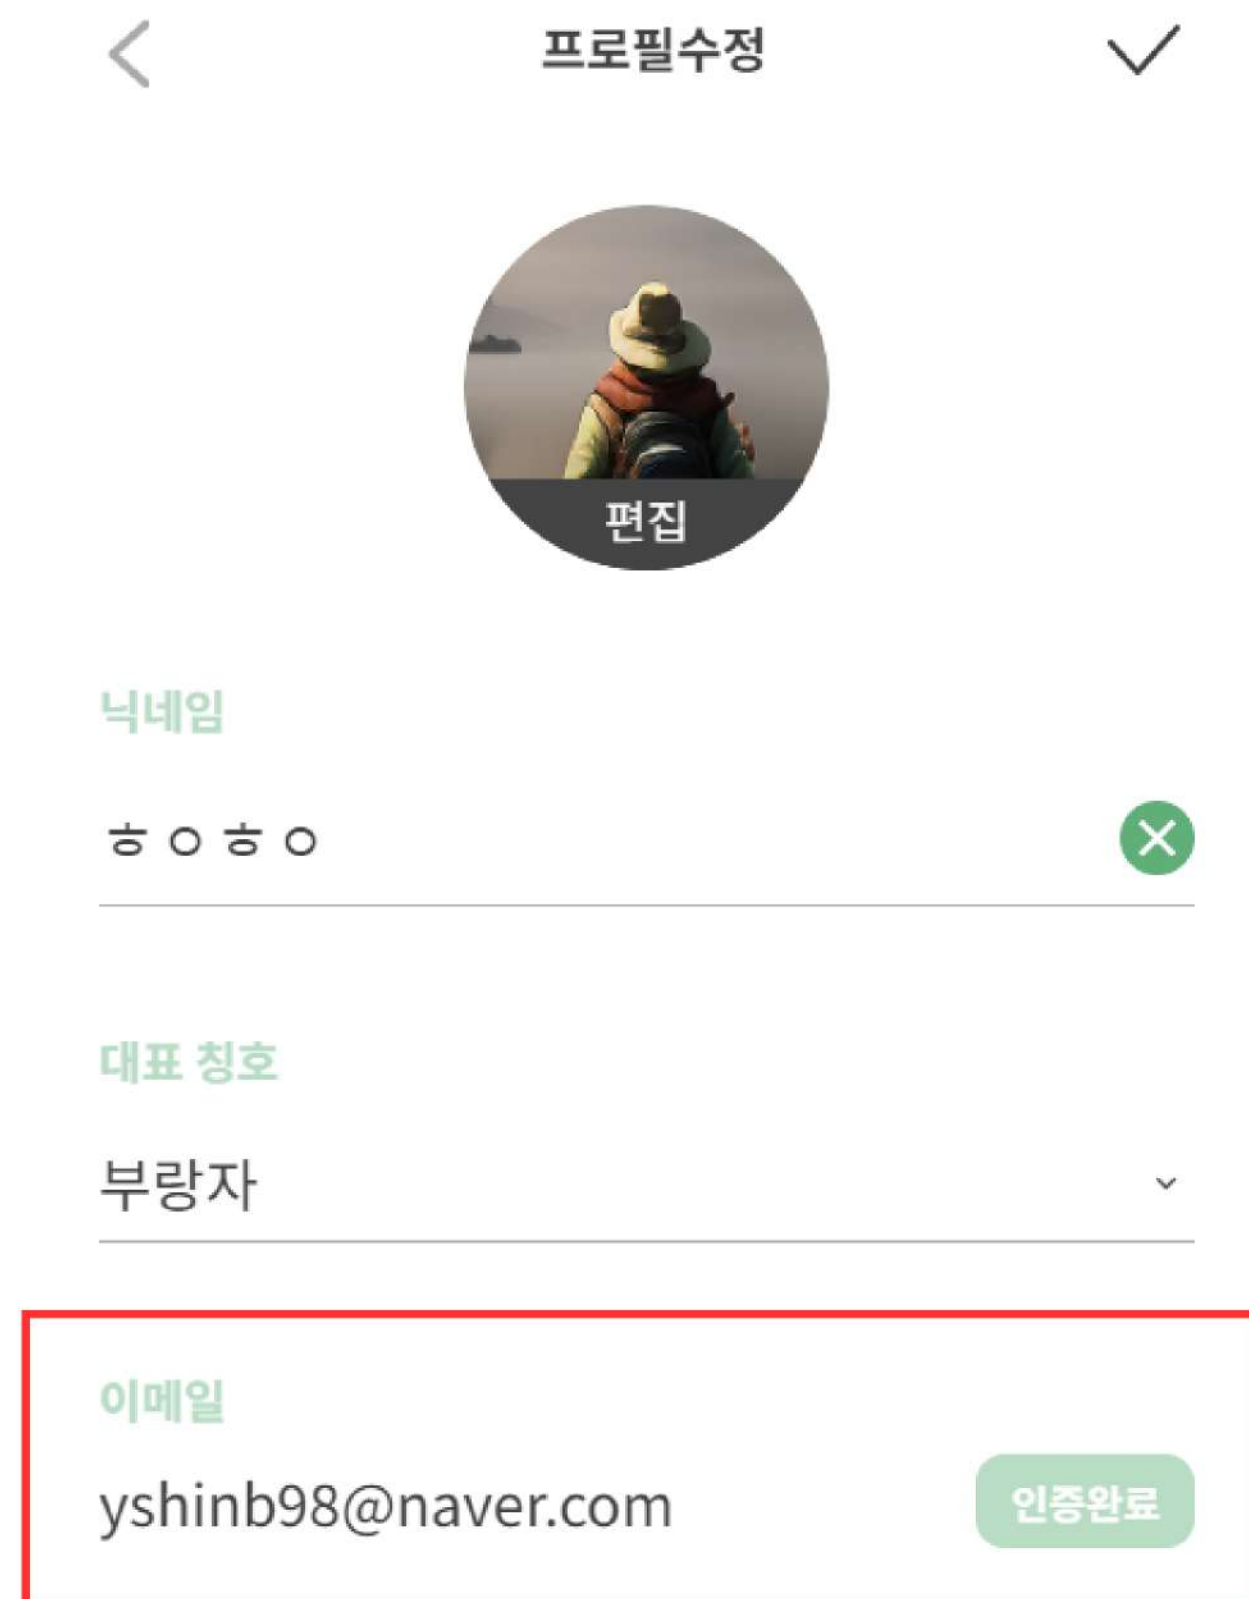 프로필수정
편집
닉네임
ㅎㅇㅎㅇ
대표 칭호
부랑자
이메일
yshinb98@naver.com
인증완료